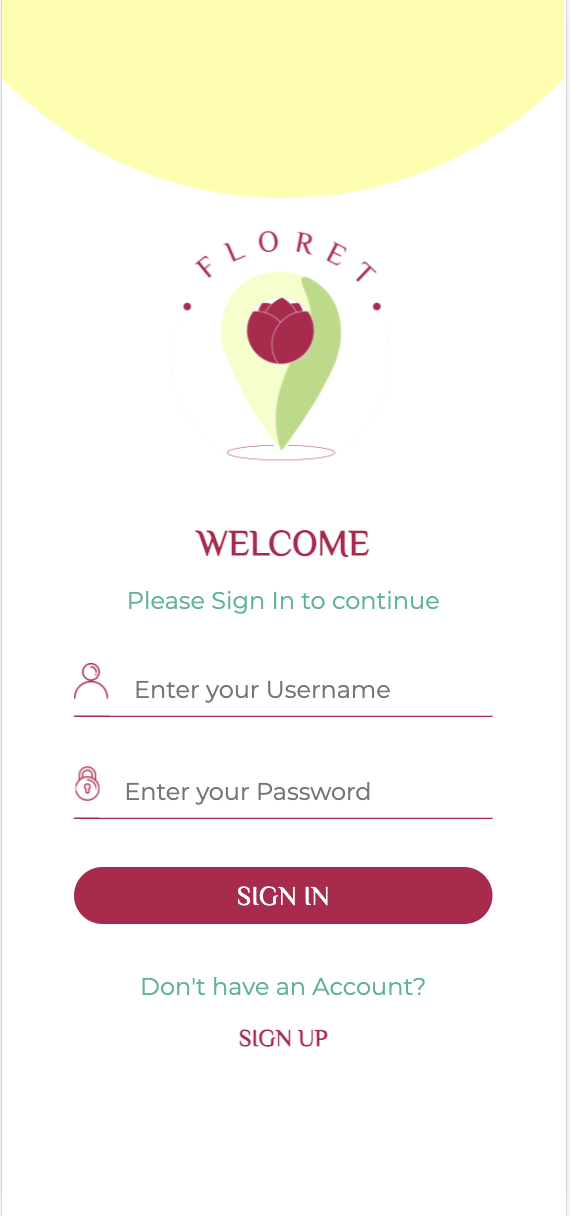 FLORET
WELCOME
Please Sign In to continue
Enter your Username
Enter your Password
SIGN IN
Don't have an Account?
SIGN UP